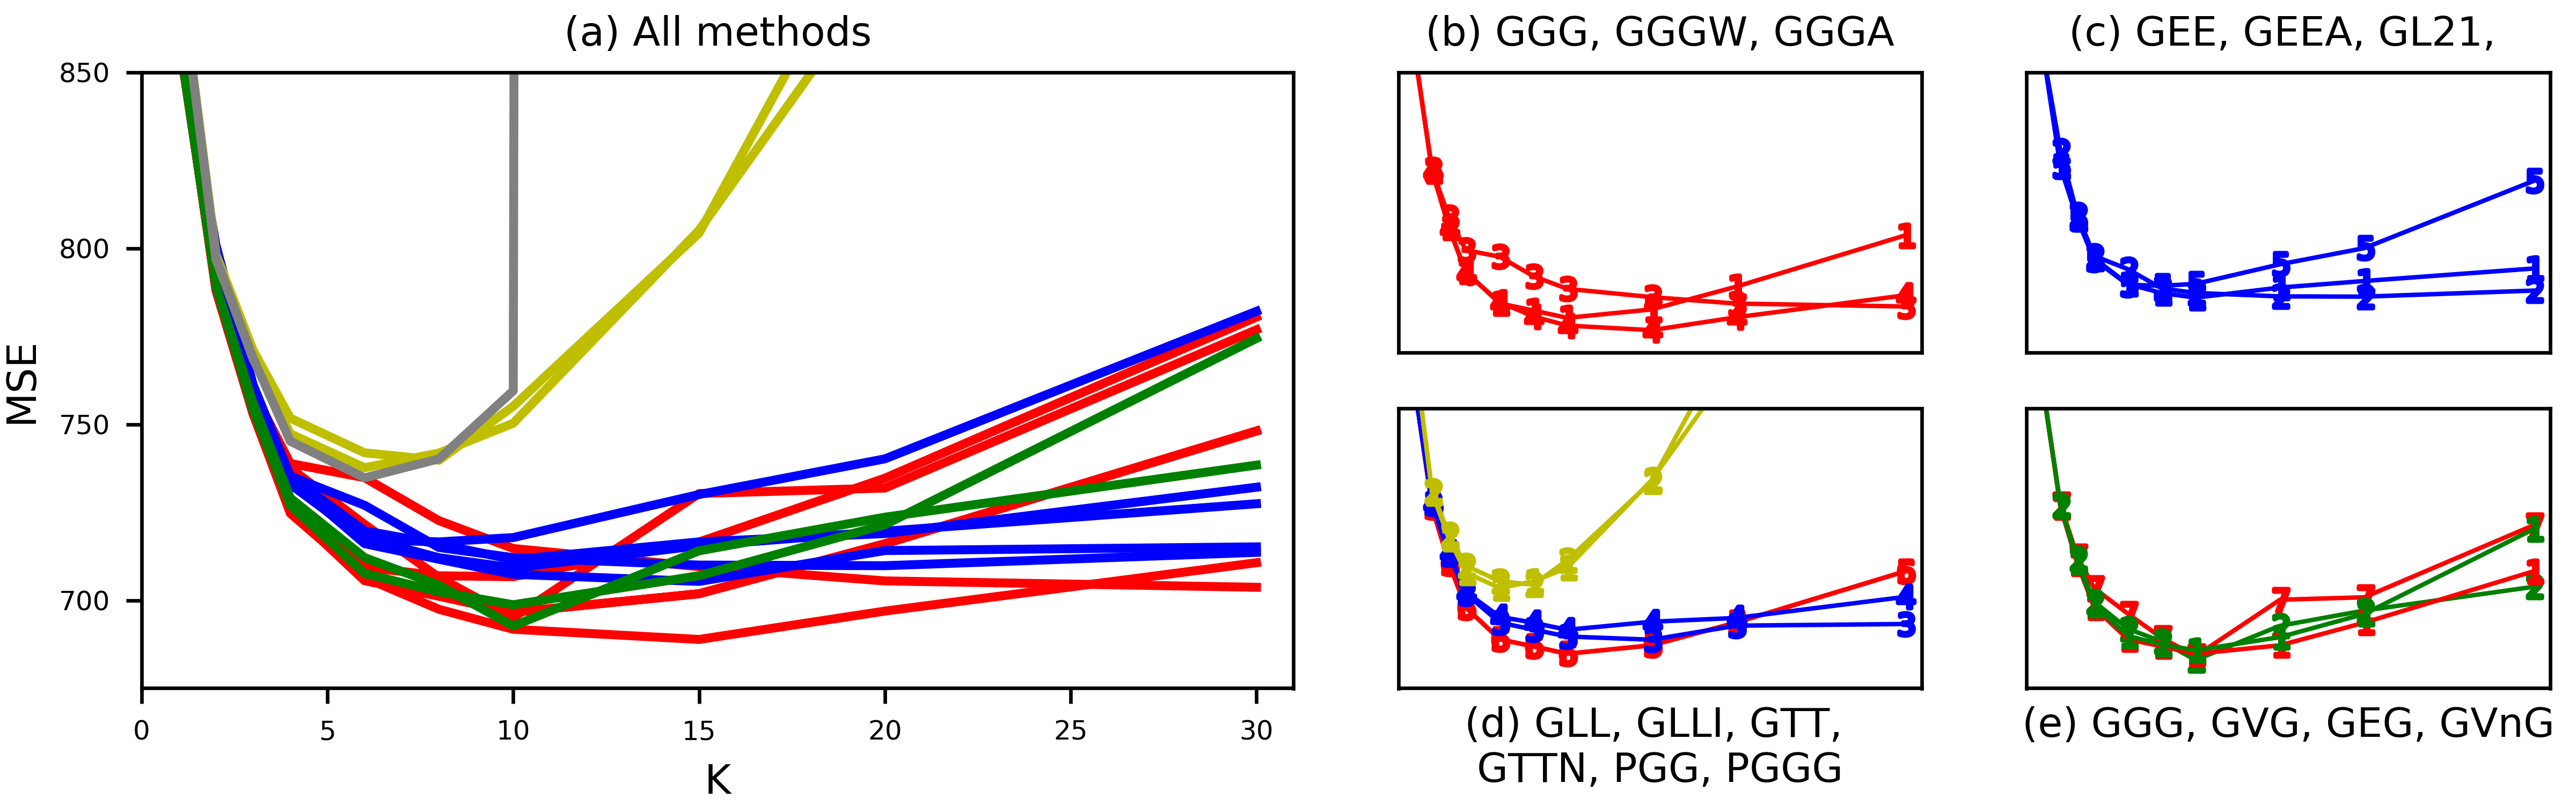 (a) All methods
850
800
750
700
MSE
0 5 10 15 20 25 30
K
(b) GGG, GGGW, GGGA
(c) GEE, GEEA, GL21,
(d) GLL, GLLI, GTT,
GTTN, PGG, PGGG
(e) GGG, GVG, GEG, GVnG